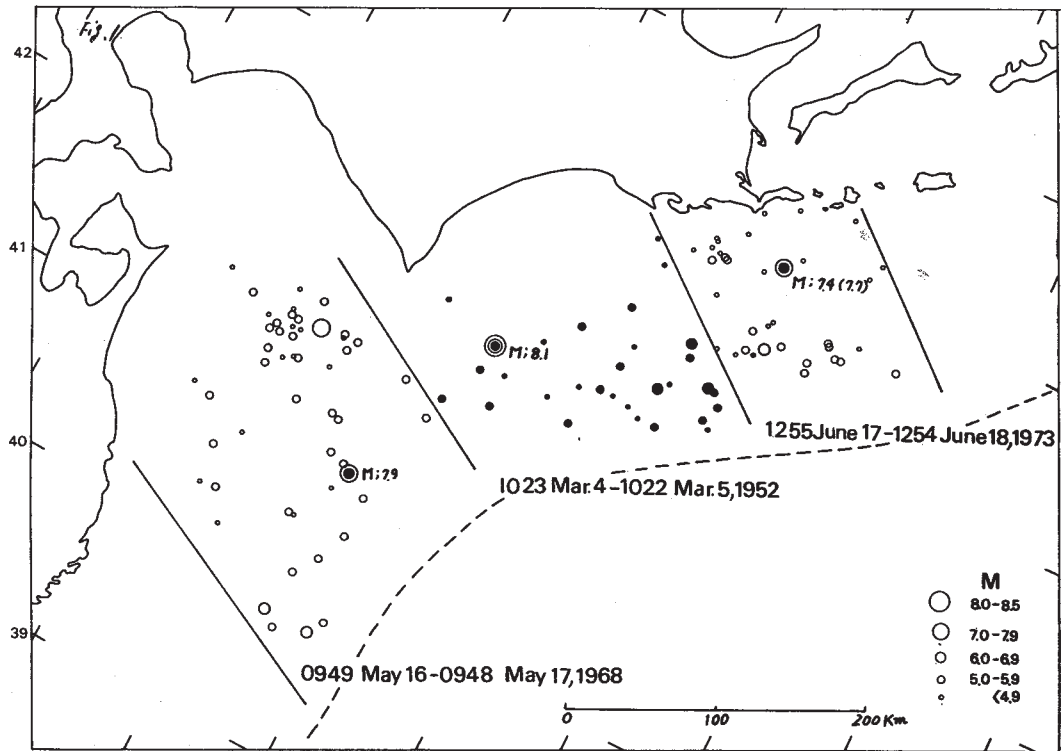 Fig. 1
42
41
40
39
M; 7.9
M; 8.1
M; 7.4 (7.7)
1255 June 17-1254 June 18, 1973
1023 Mar. 4-1022 Mar. 5, 1952
0949 May 16-0948 May 17, 1968
M
8.0-8.5
7.0-7.9
6.0-6.9
5.0-5.9
<4.9
0 100 200 Km